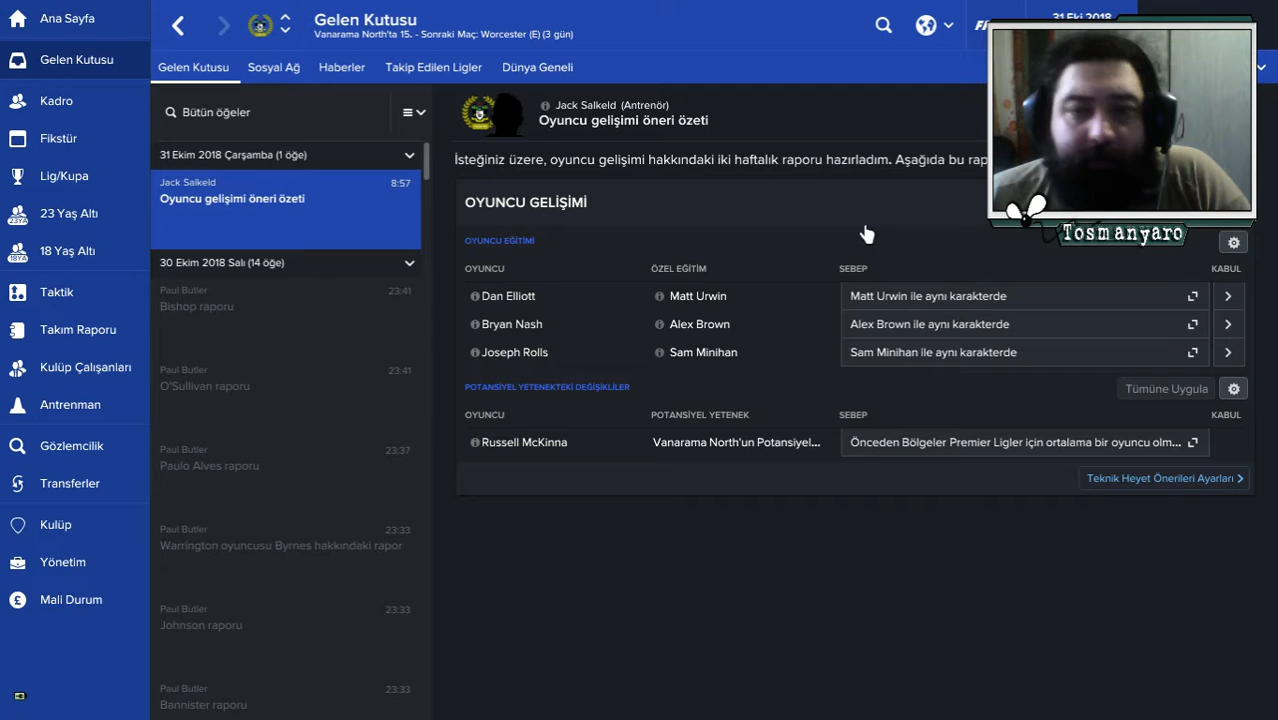 Ana Sayfa
Gelen Kutusu
Kadro
Fikstür
Lig/Kupa
23 Yaş Altı
18 Yaş Altı
Taktik
Takım Raporu
Kulüp Çalışanları
Antrenman
Gözlemcilik
Transferler
Kulüp
Yönetim
Mali Durum
Gelen Kutusu
Vanarama North'ta 15. - Sonraki Maç: Worcester (E) (3 gün)
31 Eki 2018
Gelen Kutusu Sosyal Ağ Haberler Takip Edilen Ligler Dünya Geneli
Bütün öğeler
31 Ekim 2018 Çarşamba (1 öğe)
Jack Salkeld 8:57
Oyuncu gelişimi öneri özeti
30 Ekim 2018 Salı (14 öğe)
Paul Butler 23:41
Bishop raporu
Paul Butler 23:41
O'Sullivan raporu
Paul Butler 23:37
Paulo Alves raporu
Paul Butler 23:33
Warrington oyuncusu Byrnes hakkındaki rapor
Paul Butler 23:33
Johnson raporu
Paul Butler 23:33
Bannister raporu
Jack Salkeld (Antrenör)
Oyuncu gelişimi öneri özeti
İsteğiniz üzere, oyuncu gelişimi hakkındaki iki haftalık raporu hazırladım. Aşağıda bu rap
OYUNCU GELİŞİMİ
OYUNCU EĞİTİMİ
OYUNCU ÖZEL EĞİTİM SEBEP KABUL
Dan Elliott Matt Urwin Matt Urwin ile aynı karakterde
Bryan Nash Alex Brown Alex Brown ile aynı karakterde
Joseph Rolls Sam Minihan Sam Minihan ile aynı karakterde
POTANSİYEL YETENEKTEKİ DEĞİŞİKLİLER Tümüne Uygula
OYUNCU POTANSİYEL YETENEK SEBEP KABUL
Russell McKinna Vanarama North'un Potansiyel... Önceden Bölgeler Premier Ligler için ortalama bir oyuncu olm...
Teknik Heyet Önerileri Ayarları
Tosmanyaro